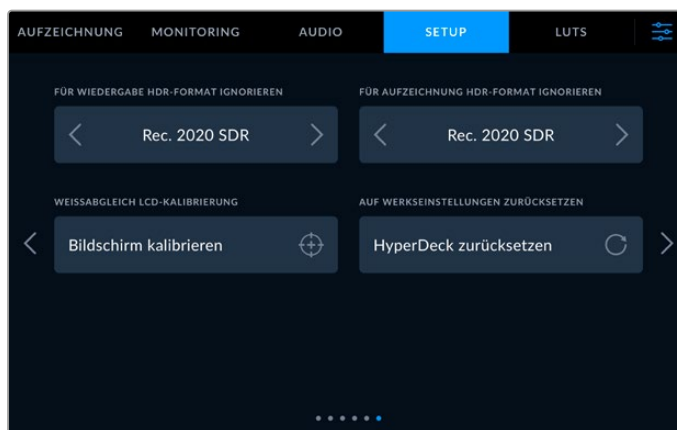 AUFZEICHNUNG MONITORING AUDIO SETUP LUTS
FÜR WIEDERGABE HDR-FORMAT IGNORIEREN FÜR AUFZEICHNUNG HDR-FORMAT IGNORIEREN
Rec. 2020 SDR Rec. 2020 SDR
WEISSABGLEICH LCD-KALIBRIERUNG AUF WERKSEINSTELLUNGEN ZURÜCKSETZEN
Bildschirm kalibrieren HyperDeck zurücksetzen